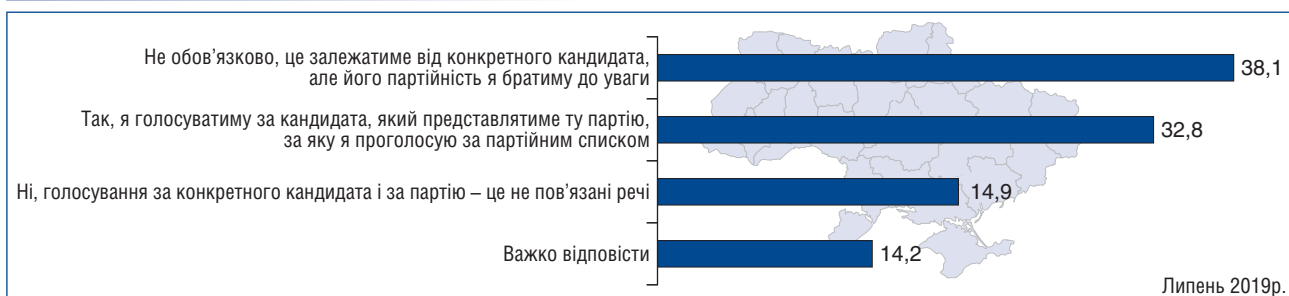 Не обов’язково, це залежатиме від конкретного кандидата,
але його партійність я братиму до уваги
38,1
Так, я голосуватиму за кандидата, який представлятиме ту партію,
за яку я проголосую за партійним списком
32,8
Ні, голосування за конкретного кандидата і за партію – це не пов’язані речі
14,9
Важко відповісти
14,2
Липень 2019р.